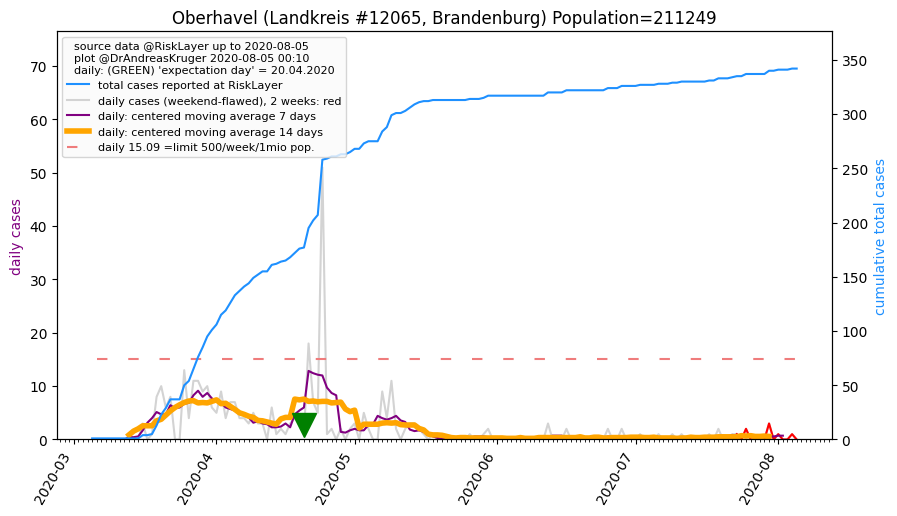 Oberhavel (Landkreis #12065, Brandenburg) Population=211249
source data @RiskLayer up to 2020-08-05
plot @DrAndreasKruger 2020-08-05 00:10
daily: (GREEN) 'expectation day' = 20.04.2020
total cases reported at RiskLayer
daily cases (weekend-flawed), 2 weeks: red
daily: centered moving average 7 days
daily: centered moving average 14 days
daily 15.09 =limit 500/week/1mio pop.
daily cases
70
60
50
40
30
20
10
0
350
300
250
200
150
100
50
0
cumulative total cases
2020-03
2020-04
2020-05
2020-06
2020-07
2020-08